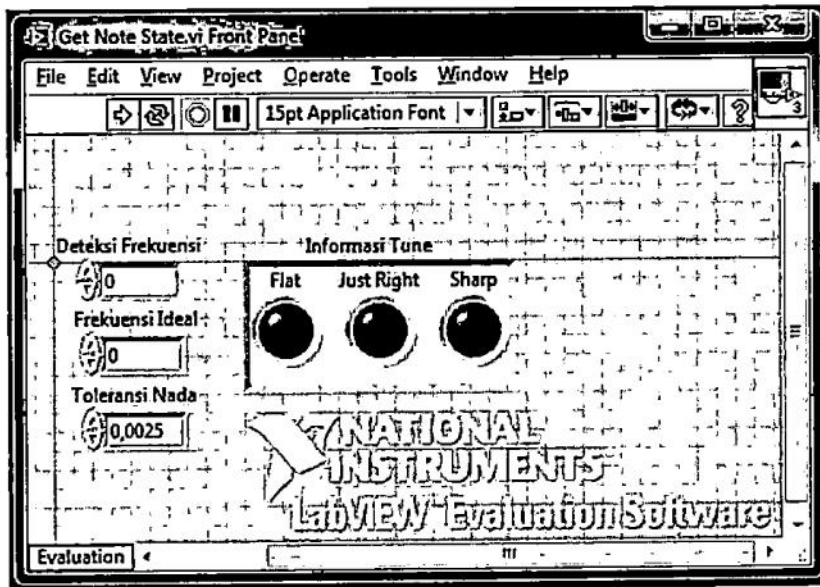 Get Note State.vi Front Panel
File Edit View Project Operate Tools Window Help
15pt Application Font
3
Deteksi Frekuensi
Informasi Tune
0
Flat Just Right Sharp
Frekuensi Ideal
0
Toleransi Nada
0,0025
NATIONAL
INSTRUMENTS
LabVIEW Evaluation Software
Evaluation